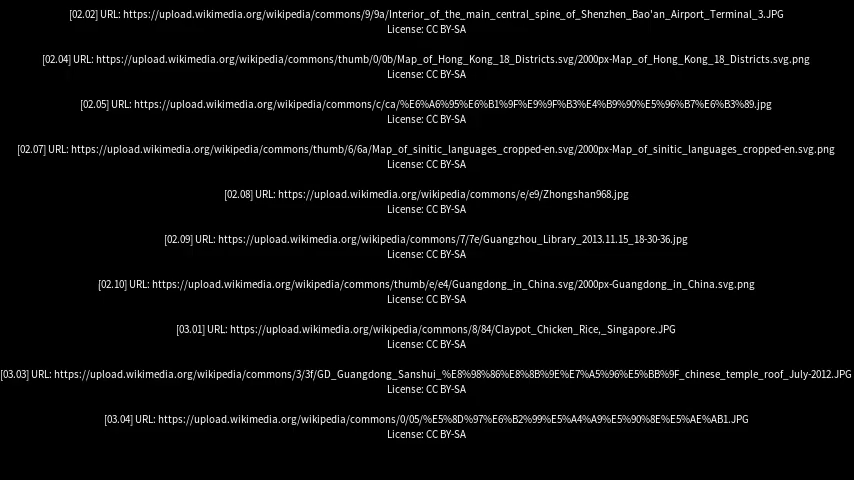 [02.02] URL: https://upload.wikimedia.org/wikipedia/commons/9/9a/Interior_of_the_main_central_spine_of_Shenzhen_Bao'an_Airport_Terminal_3.JPG
License: CC BY-SA
[02.04] URL: https://upload.wikimedia.org/wikipedia/commons/thumb/0/0b/Map_of_Hong_Kong_18_Districts.svg/2000px-Map_of_Hong_Kong_18_Districts.svg.png
License: CC BY-SA
[02.05] URL: https://upload.wikimedia.org/wikipedia/commons/c/ca/%E6%A6%95%E6%B1%9F%E9%9F%B3%E4%B9%90%E5%96%B7%E6%B3%89.jpg
License: CC BY-SA
[02.07] URL: https://upload.wikimedia.org/wikipedia/commons/thumb/6/6a/Map_of_sinitic_languages_cropped-en.svg/2000px-Map_of_sinitic_languages_cropped-en.svg.png
License: CC BY-SA
[02.08] URL: https://upload.wikimedia.org/wikipedia/commons/e/e9/Zhongshan968.jpg
License: CC BY-SA
[02.09] URL: https://upload.wikimedia.org/wikipedia/commons/7/7e/Guangzhou_Library_2013.11.15_18-30-36.jpg
License: CC BY-SA
[02.10] URL: https://upload.wikimedia.org/wikipedia/commons/thumb/e/e4/Guangdong_in_China.svg/2000px-Guangdong_in_China.svg.png
License: CC BY-SA
[03.01] URL: https://upload.wikimedia.org/wikipedia/commons/8/84/Claypot_Chicken_Rice,_Singapore.JPG
License: CC BY-SA
[03.03] URL: https://upload.wikimedia.org/wikipedia/commons/3/3f/GD_Guangdong_Sanshui_%E8%98%86%E8%8B%9E%E7%A5%96%E5%BB%9F_chinese_temple_roof_July-2012.JPG
License: CC BY-SA
[03.04] URL: https://upload.wikimedia.org/wikipedia/commons/0/05/%E5%8D%97%E6%B2%99%E5%A4%A9%E5%90%8E%E5%AE%AB1.JPG
License: CC BY-SA